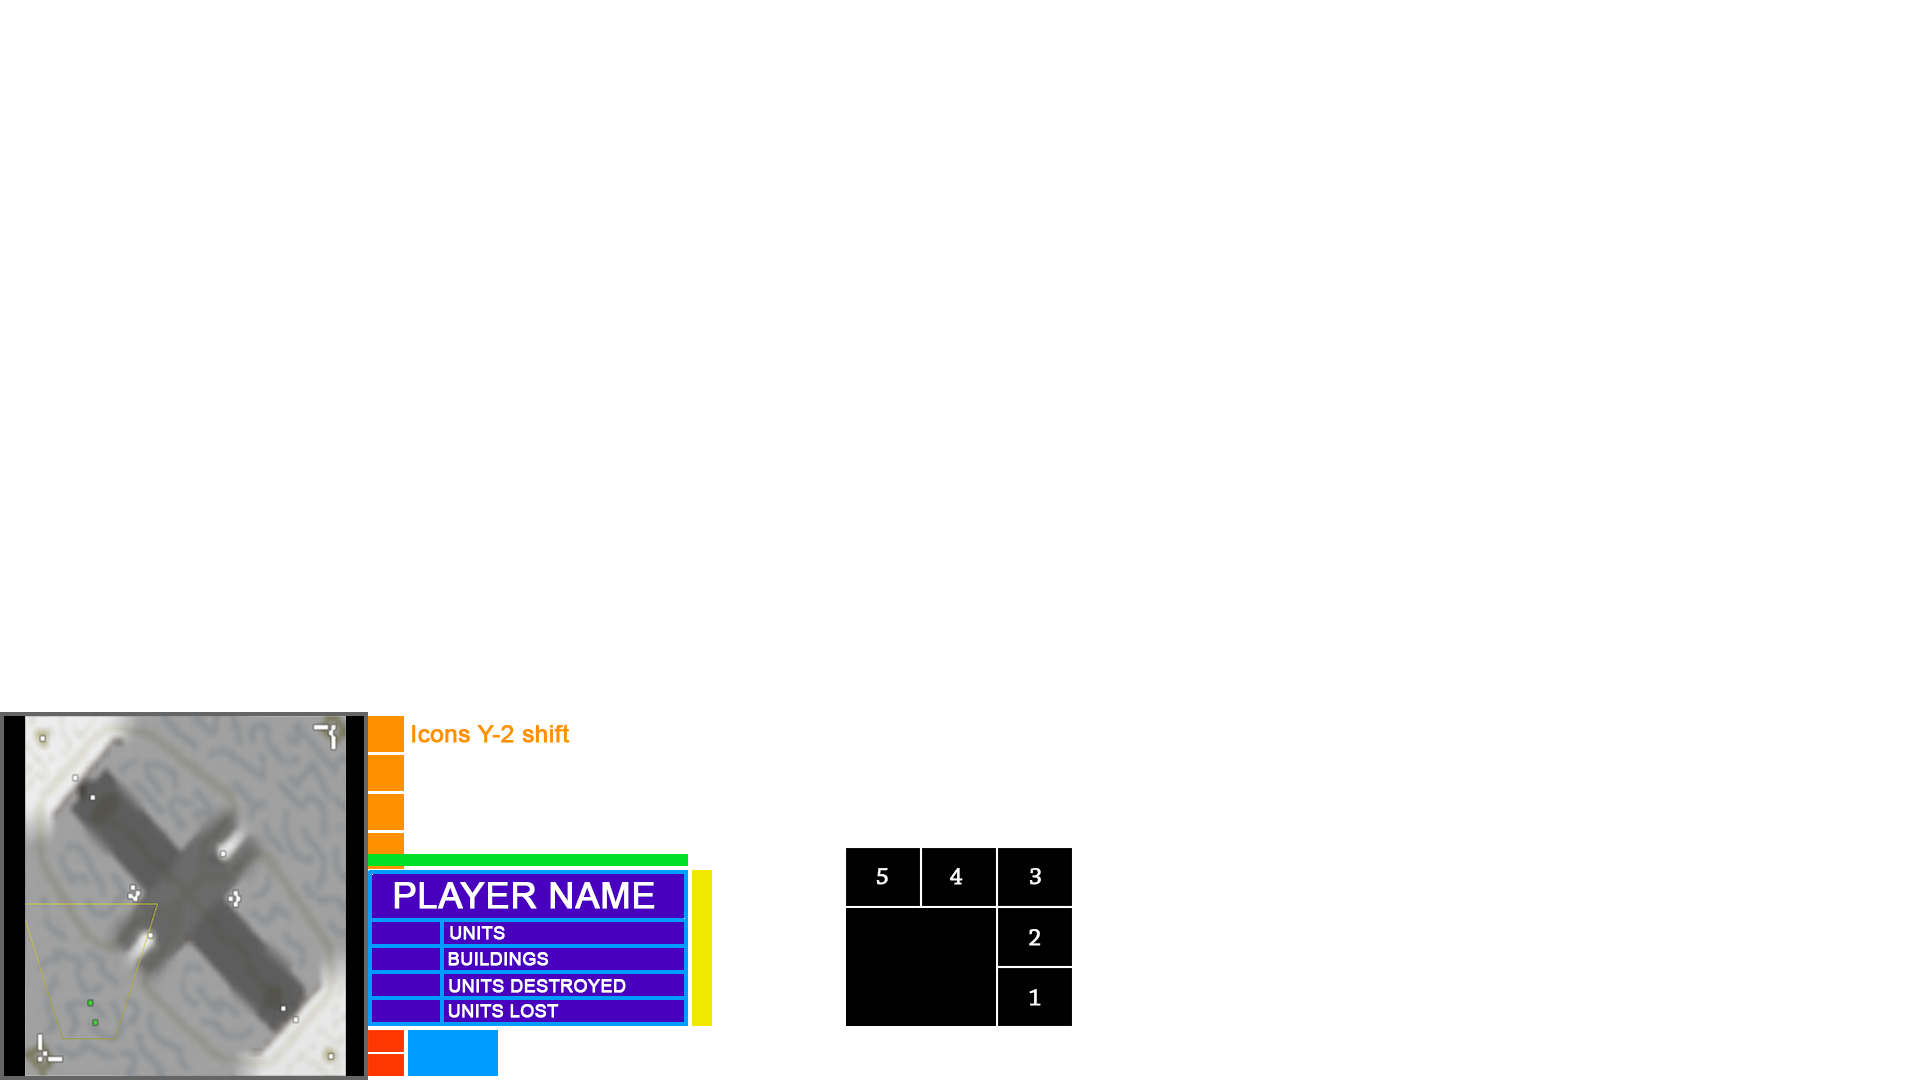 Icons Y-2 shift
PLAYER NAME
UNITS
BUILDINGS
UNITS DESTROYED
UNITS LOST
5 4 3
2
1